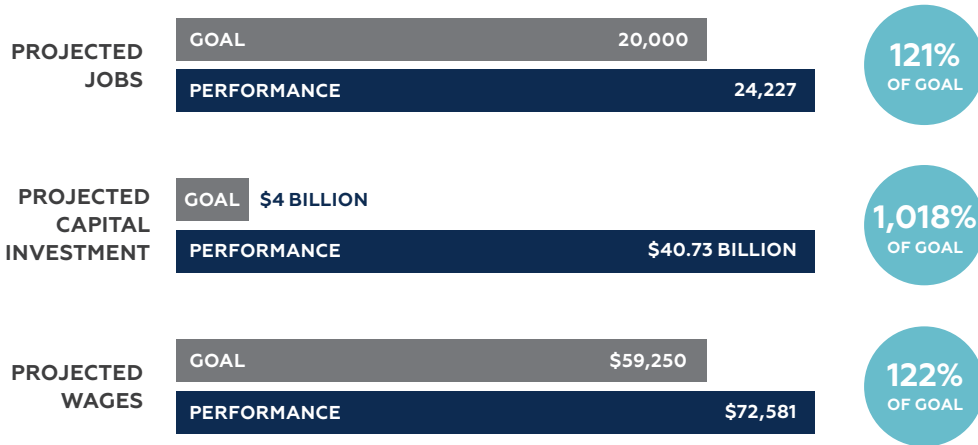 PROJECTED
JOBS
GOAL 20,000
PERFORMANCE 24,227
121%
OF GOAL
PROJECTED
CAPITAL
INVESTMENT
GOAL $4 BILLION
PERFORMANCE $40.73 BILLION
1,018%
OF GOAL
PROJECTED
WAGES
GOAL $59,250
PERFORMANCE $72,581
122%
OF GOAL